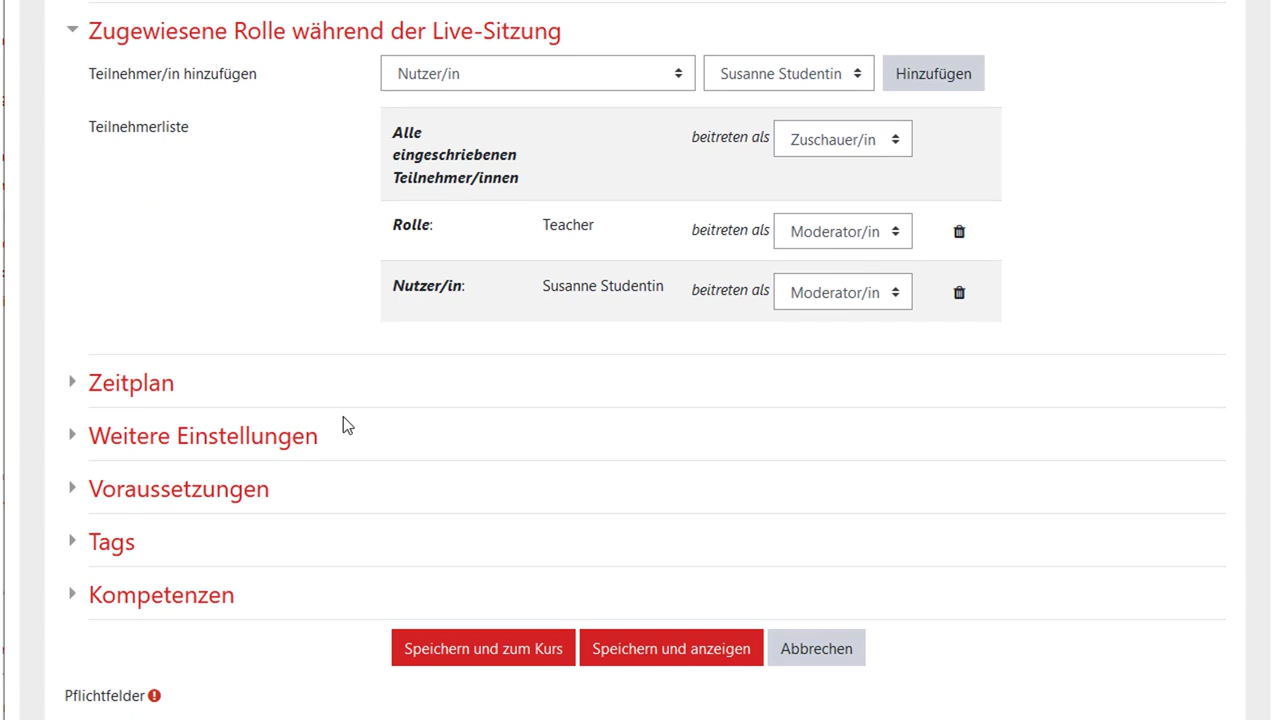 Zugewiesene Rolle während der Live-Sitzung
Teilnehmer/in hinzufügen Nutzer/in Susanne Studentin Hinzufügen
Teilnehmerliste
Alle
eingeschriebenen
Teilnehmer/innen
beitreten als Zuschauer/in
Rolle: Teacher beitreten als Moderator/in
Nutzer/in: Susanne Studentin beitreten als Moderator/in
Zeitplan
Weitere Einstellungen
Voraussetzungen
Tags
Kompetenzen
Speichern und zum Kurs Speichern und anzeigen Abbrechen
Pflichtfelder